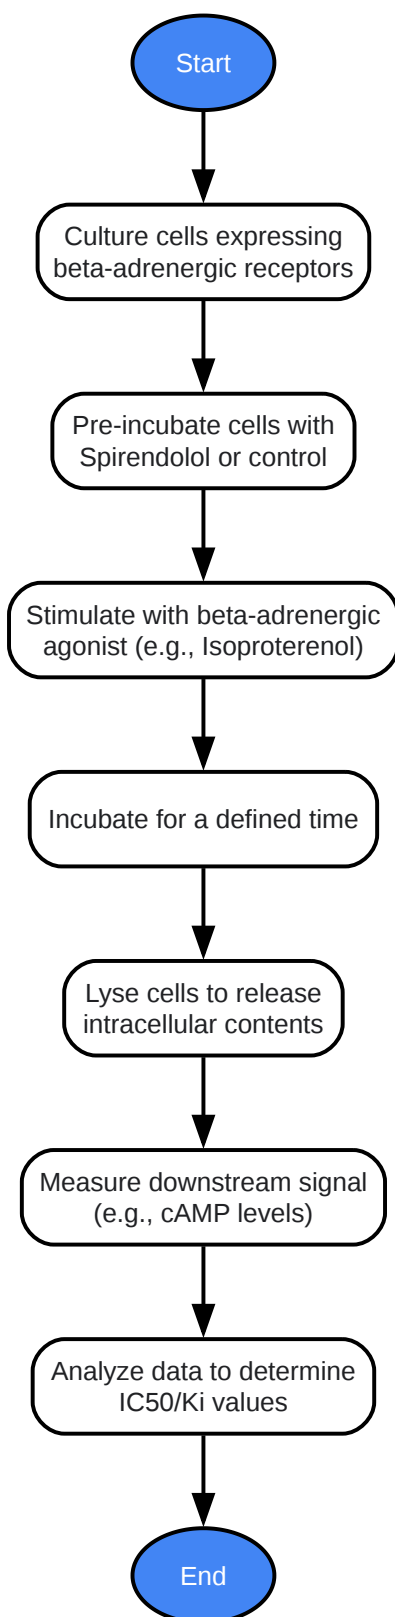 Start
Culture cells expressing
beta-adrenergic receptors
Pre-incubate cells with
Spirendolol or control
Stimulate with beta-adrenergic
agonist (e.g., Isoproterenol)
Incubate for a defined time
Lyse cells to release
intracellular contents
Measure downstream signal
(e.g., cAMP levels)
Analyze data to determine
IC50/Ki values
End